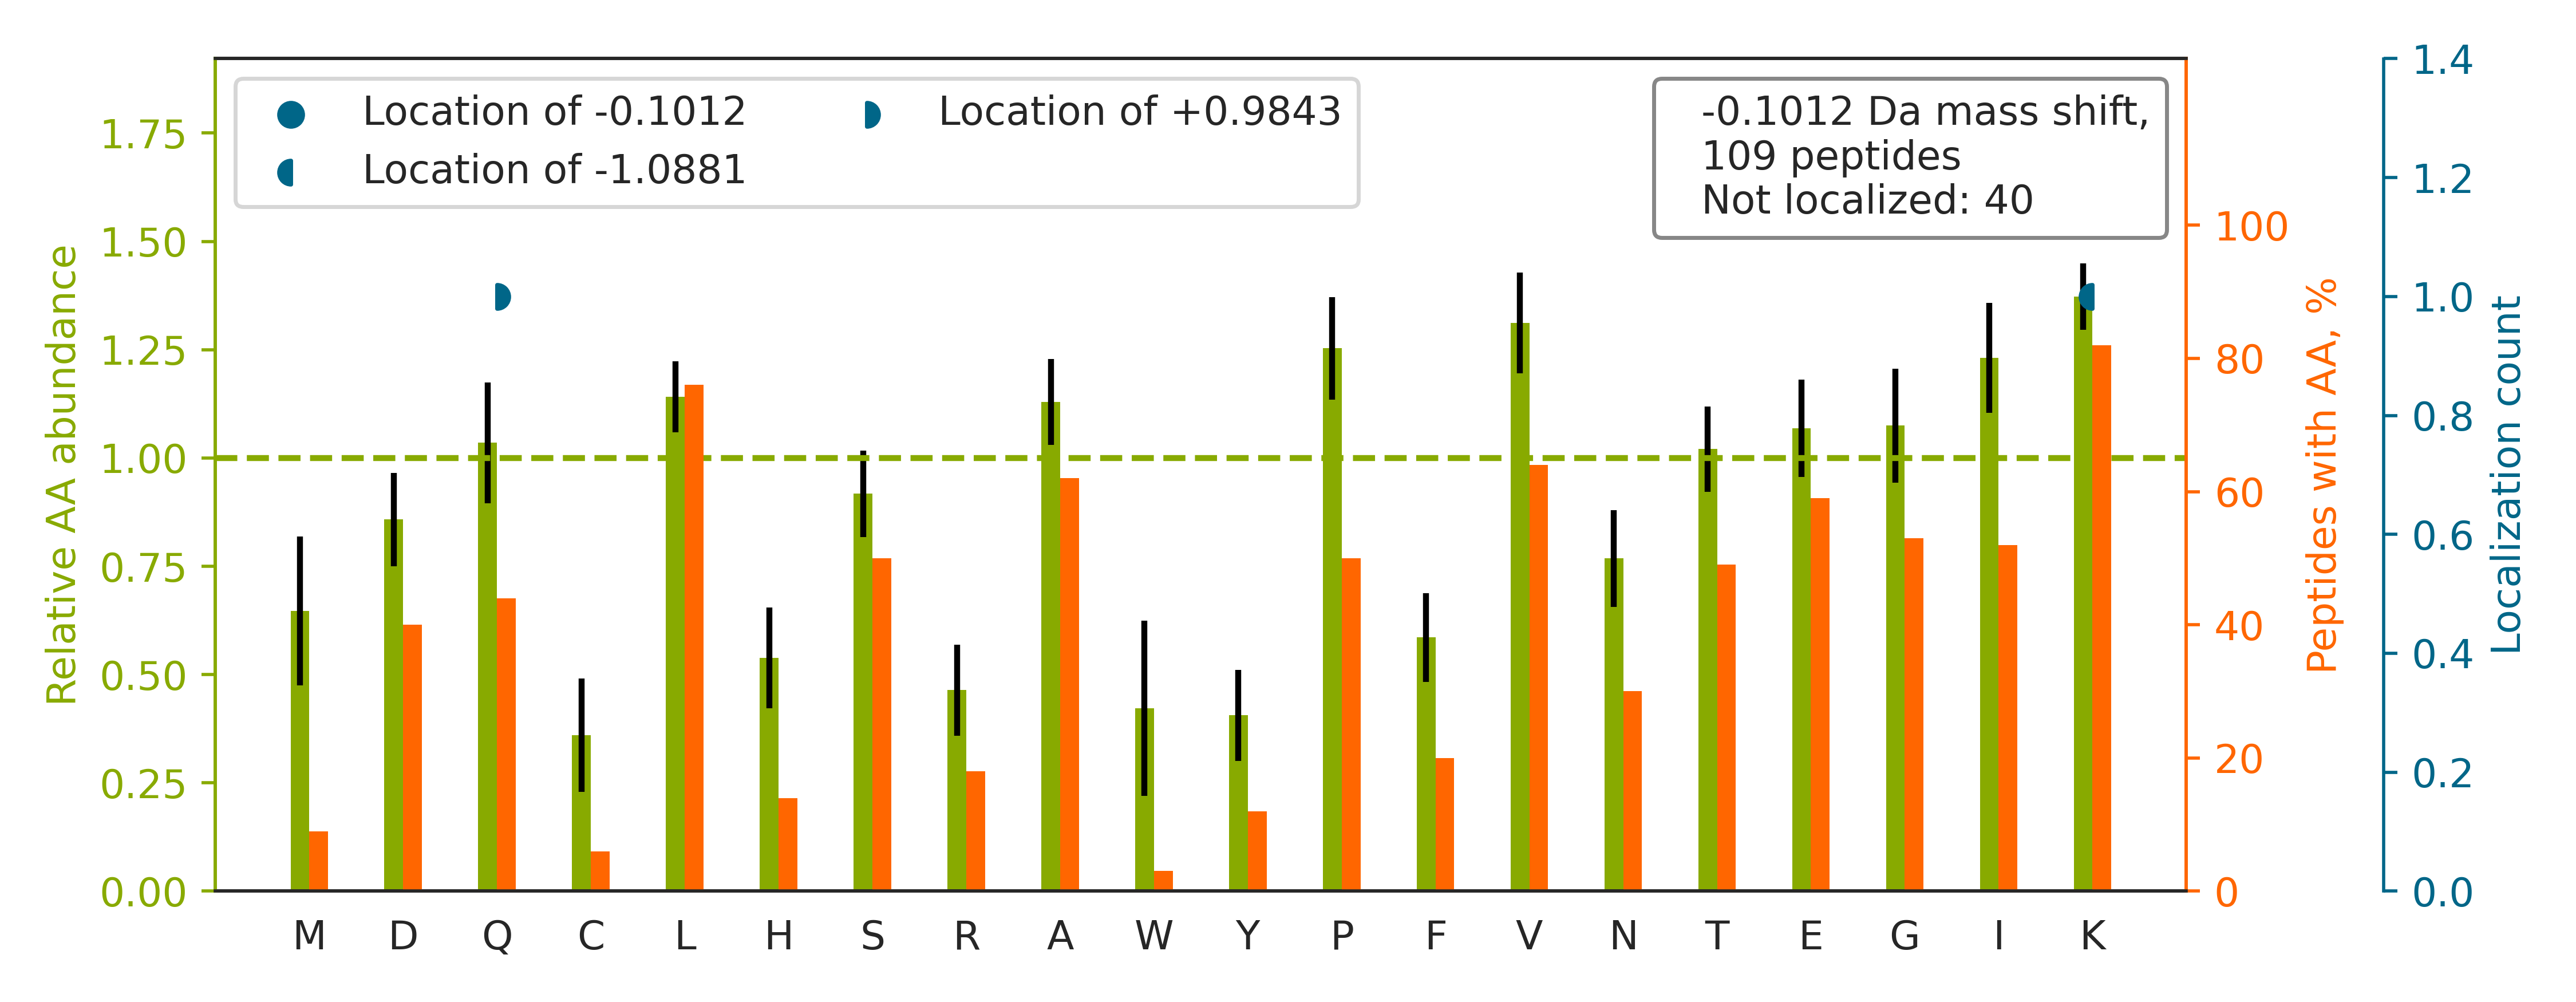 Location of -0.1012
Location of -1.0881
Location of +0.9843
-0.1012 Da mass shift,
109 peptides
Not localized: 40
Relative AA abundance
1.75
1.50
1.25
1.00
0.75
0.50
0.25
0.00
M D Q C L H S R A W Y P F V N T E G I K
100
80
60
40
20
0
Peptides with AA, %
1.4
1.2
1.0
0.8
0.6
0.4
0.2
0.0
Localization count